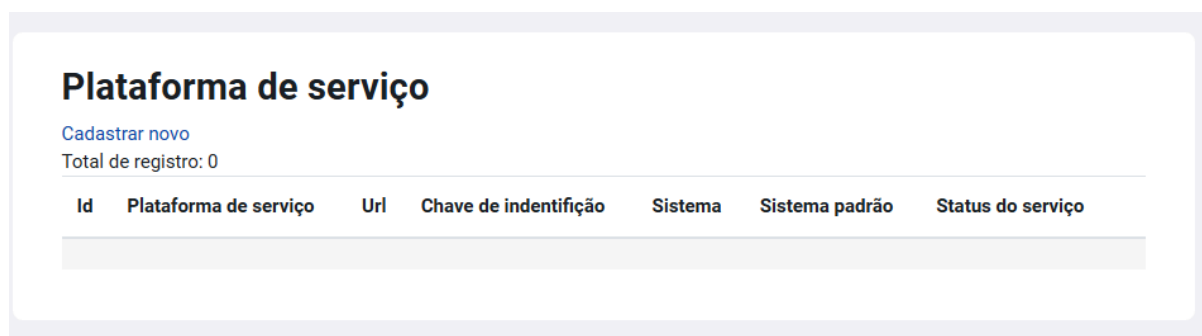 Plataforma de serviço
Cadastrar novo
Total de registro: 0
Id Plataforma de serviço Url Chave de indentifição Sistema Sistema padrão Status do serviço